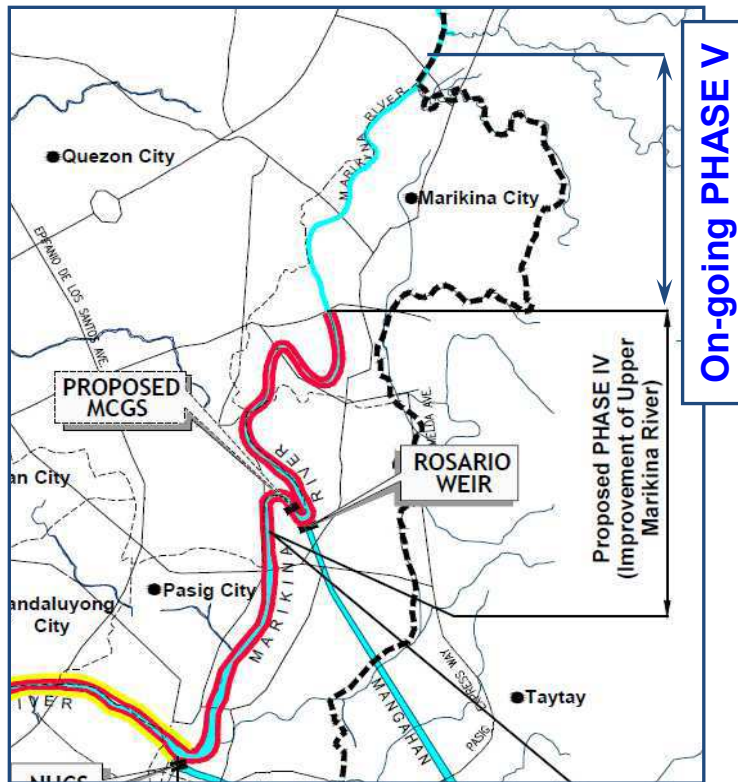 On-going PHASE V
MARIKINA RIVER
Quezon City
Marikina City
EPIFANIO DE LOS SANTOS AVE.
PROPOSED
MCGS
ROSARIO
WEIR
Proposed PHASE IV
(Improvement of Upper
Marikina River)
MARIKINA RIVER
an City
Pasig City
andaluyong
City
MANGAHAN
EXPRESS WAY
PASIG
Taytay
IVER